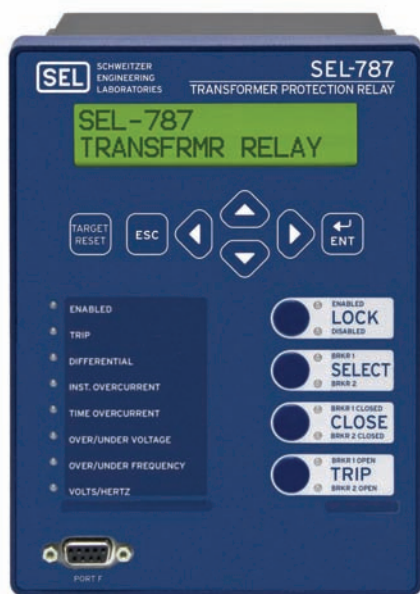 SEL
SCHWEITZER
ENGINEERING
LABORATORIES
SEL-787
TRANSFORMER PROTECTION RELAY
SEL-787
TRANSFRMR RELAY
TARGET
RESET
ESC
ENT
ENABLED
TRIP
DIFFERENTIAL
INST. OVERCURRENT
TIME OVERCURRENT
OVER/UNDER VOLTAGE
OVER/UNDER FREQUENCY
VOLTS/HERTZ
ENABLED
LOCK
DISABLED
BRKR 1
SELECT
BRKR 2
BRKR 1 CLOSED
CLOSE
BRKR 2 CLOSED
BRKR 1 OPEN
TRIP
BRKR 2 OPEN
PORT F